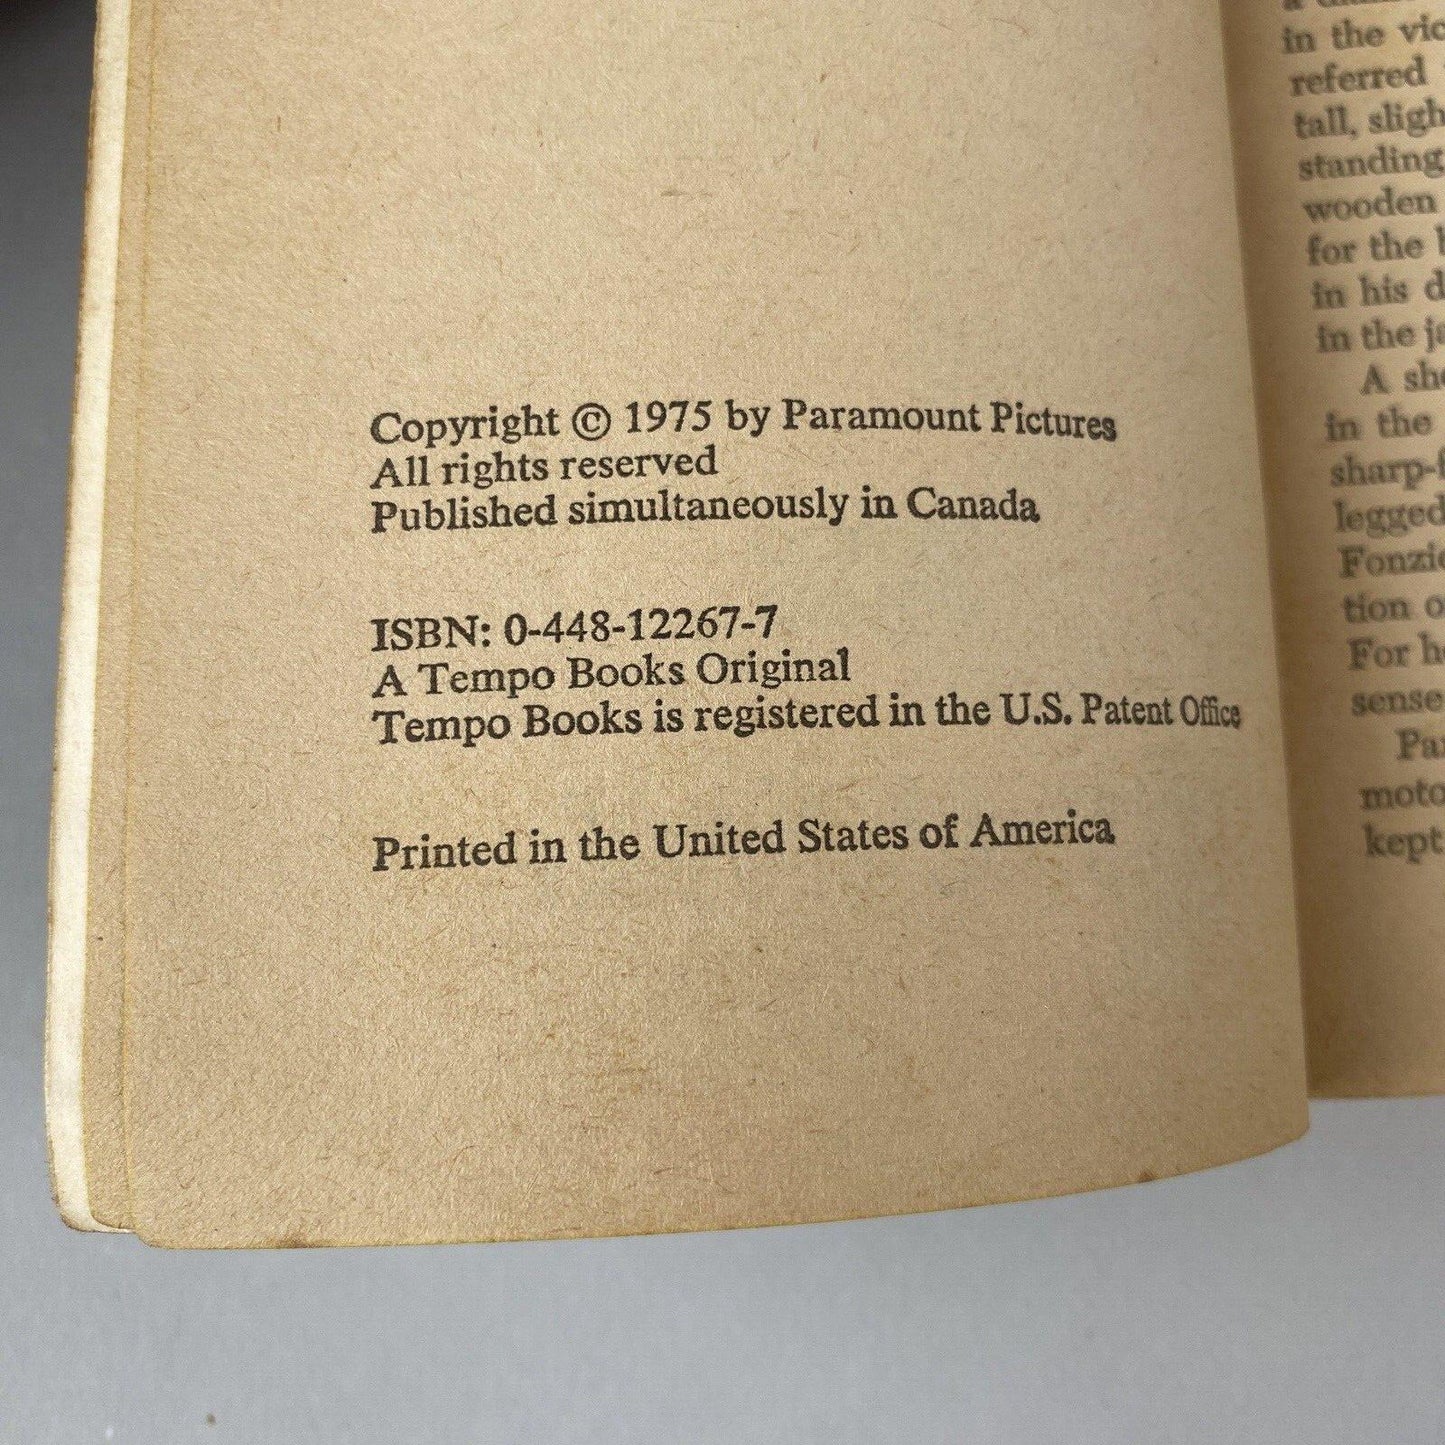 Copyright © 1975 by Paramount Pictures
All rights reserved
Published simultaneously in Canada
ISBN: 0-448-12267-7
A Tempo Books Original
Tempo Books is registered in the U.S. Patent Office
Printed in the United States of America
in the
referred
tall,
standing,
wooden
for the
in his
in the
A
in the
legged
tion
For
sense
kept